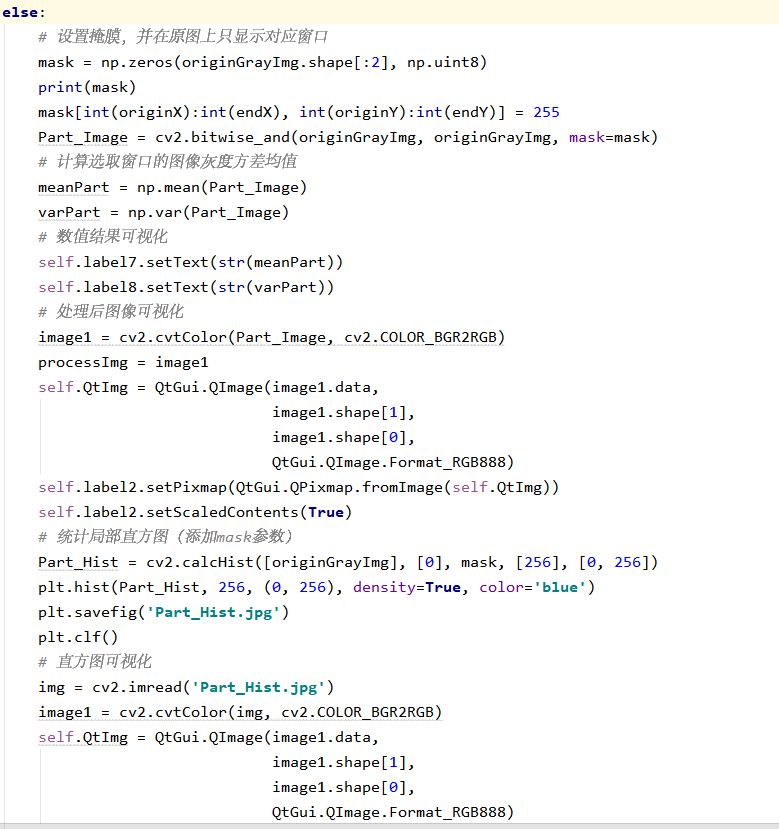 else:
# 设置掩膜，并在原图上只显示对应窗口
mask = np.zeros(originGrayImg.shape[:2], np.uint8)
print(mask)
mask[int(originX):int(endX), int(originY):int(endY)] = 255
Part_Image = cv2.bitwise_and(originGrayImg, originGrayImg, mask=mask)
# 计算选取窗口的图像灰度方差均值
meanPart = np.mean(Part_Image)
varPart = np.var(Part_Image)
# 数值结果可视化
self.label7.setText(str(meanPart))
self.label8.setText(str(varPart))
# 处理后图像可视化
image1 = cv2.cvtColor(Part_Image, cv2.COLOR_BGR2RGB)
processImg = image1
self.QtImg = QtGui.QImage(image1.data,
image1.shape[1],
image1.shape[0],
QtGui.QImage.Format_RGB888)
self.label2.setPixmap(QtGui.QPixmap.fromImage(self.QtImg))
self.label2.setScaledContents(True)
# 统计局部直方图（添加mask参数）
Part_Hist = cv2.calcHist([originGrayImg], [0], mask, [256], [0, 256])
plt.hist(Part_Hist, 256, (0, 256), density=True, color='blue')
plt.savefig('Part_Hist.jpg')
plt.clf()
# 直方图可视化
img = cv2.imread('Part_Hist.jpg')
image1 = cv2.cvtColor(img, cv2.COLOR_BGR2RGB)
self.QtImg = QtGui.QImage(image1.data,
image1.shape[1],
image1.shape[0],
QtGui.QImage.Format_RGB888)